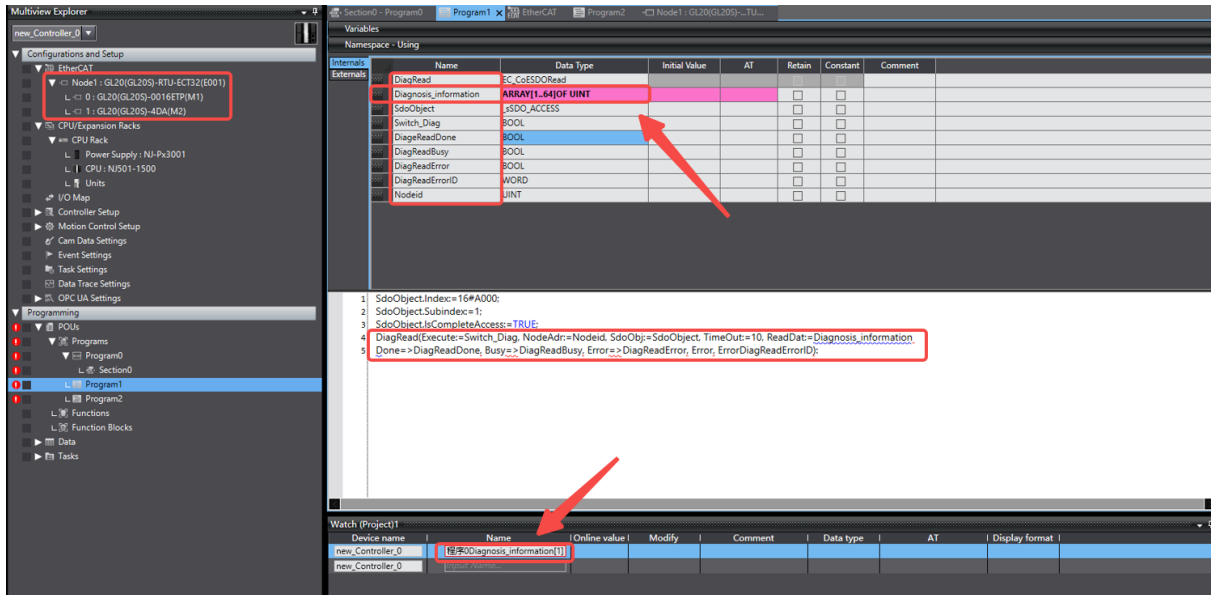 Multiview Explorer
new_Controller_0
Configurations and Setup
EtherCAT
Node1 : GL20(GL20S)-RTU-ECT32(E001)
0 : GL20(GL20S)-0016ETP(M1)
1 : GL20(GL20S)-4DA(M2)
CPU/Expansion Racks
CPU Rack
Power Supply : NJ-Px3001
CPU : NJ501-1500
Units
I/O Map
Controller Setup
Motion Control Setup
Cam Data Settings
Event Settings
Task Settings
Data Trace Settings
OPC UA Settings
Programming
POUs
Programs
Program0
Section0
Program1
Program2
Functions
Function Blocks
Data
Tasks
Section0 - Program0 Program1 EtherCAT Program2 Node1 : GL20(GL20S)-...TU...
Variables
Namespace - Using
Internals
Externals
Name Data Type Initial Value AT Retain Constant Comment
DiagRead EC_CoESDORead
Diagnosis_information ARRAY[1..64]OF UINT
SdoObject _sSDO_ACCESS
Switch_Diag BOOL
DiageReadDone BOOL
DiagReadBusy BOOL
DiagReadError BOOL
DiagReadErrorID WORD
Nodeid UINT
1 SdoObject.Index:=16#A000;
2 SdoObject.Subindex:=1;
3 SdoObject.IsCompleteAccess:=TRUE;
4 DiagRead(Execute:=Switch_Diag, NodeAdr:=Nodeid, SdoObj:=SdoObject, TimeOut:=10, ReadDat:=Diagnosis_information
5 Done=>DiagReadDone, Busy=>DiagReadBusy, Error=>DiagReadError, Error, ErrorDiagReadErrorID);
Watch (Project)1
Device name Name Online value Modify Comment Data type AT Display format
new_Controller_0 程序0Diagnosis_information[1]
new_Controller_0 Input Name...